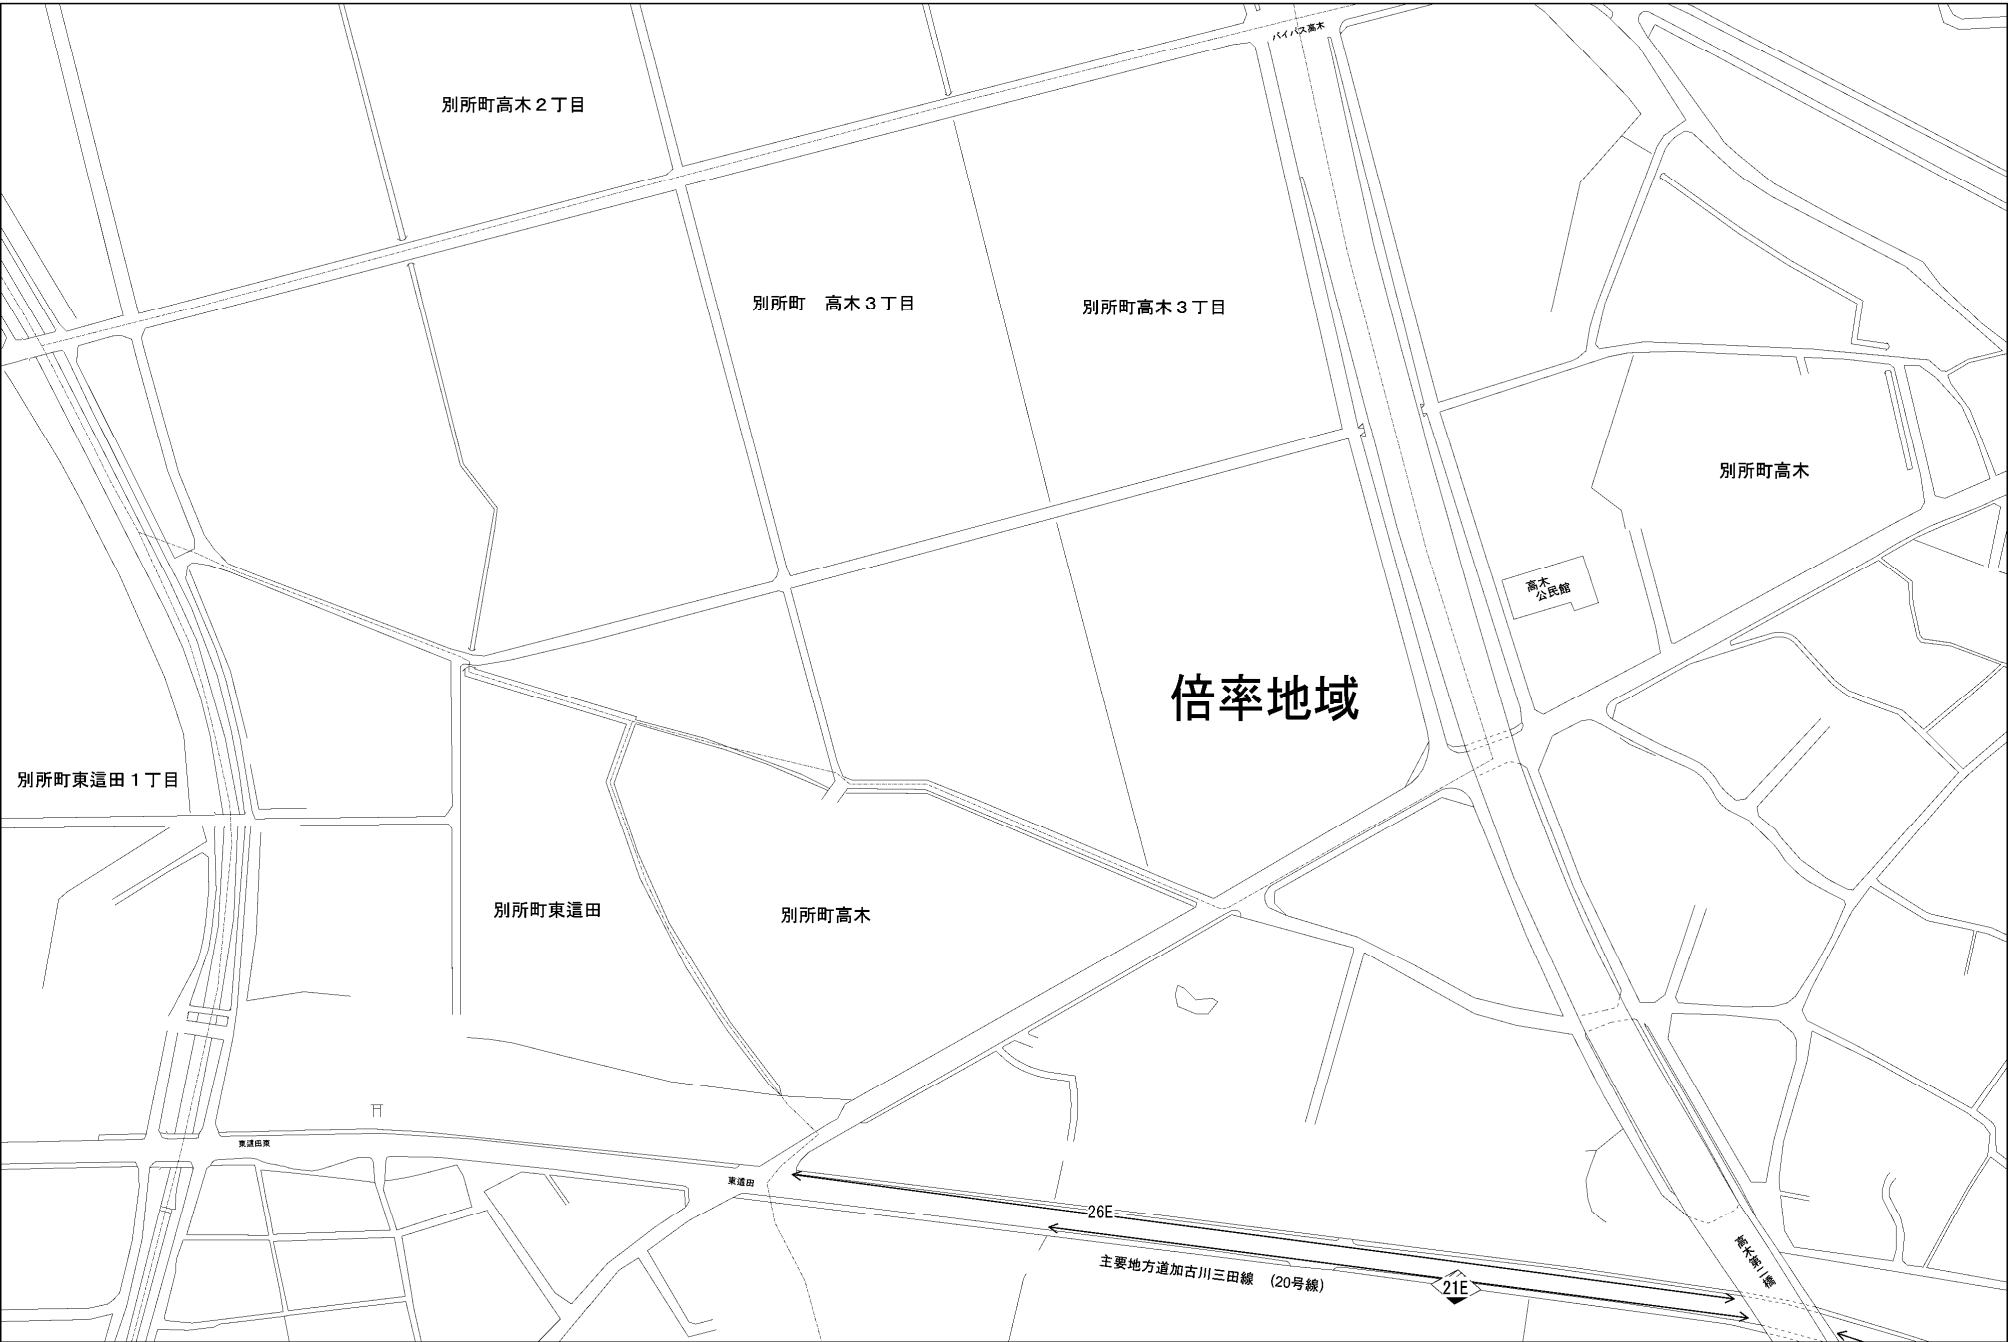 バイパス高木
別所町高木２丁目
別所町　高木３丁目
別所町高木３丁目
別所町高木
高木
公民館
倍率地域
別所町東這田１丁目
別所町東這田
別所町高木
東這田東
東這田
26E
主要地方道加古川三田線　(20号線)
21E
高木第二橋